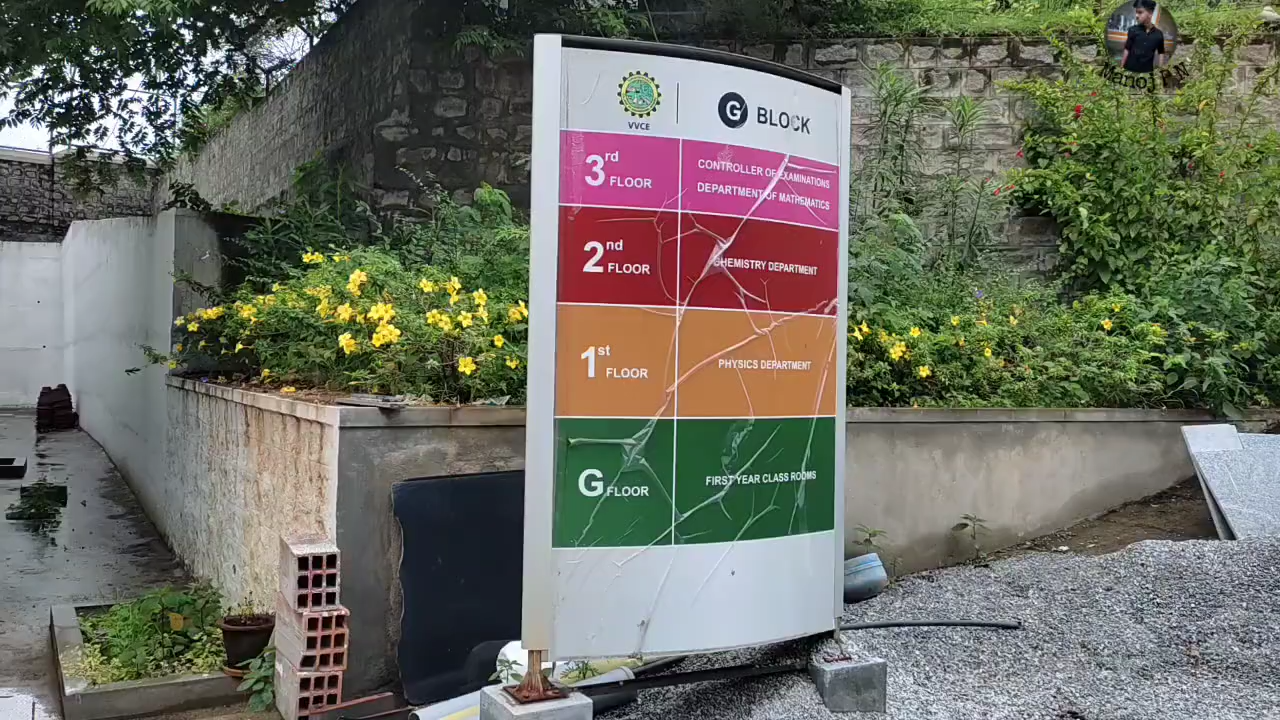 VVCE
G BLOCK
3rd FLOOR
CONTROLLER OF EXAMINATIONS
DEPARTMENT OF MATHEMATICS
2nd FLOOR
CHEMISTRY DEPARTMENT
1st FLOOR
PHYSICS DEPARTMENT
G FLOOR
FIRST YEAR CLASS ROOMS